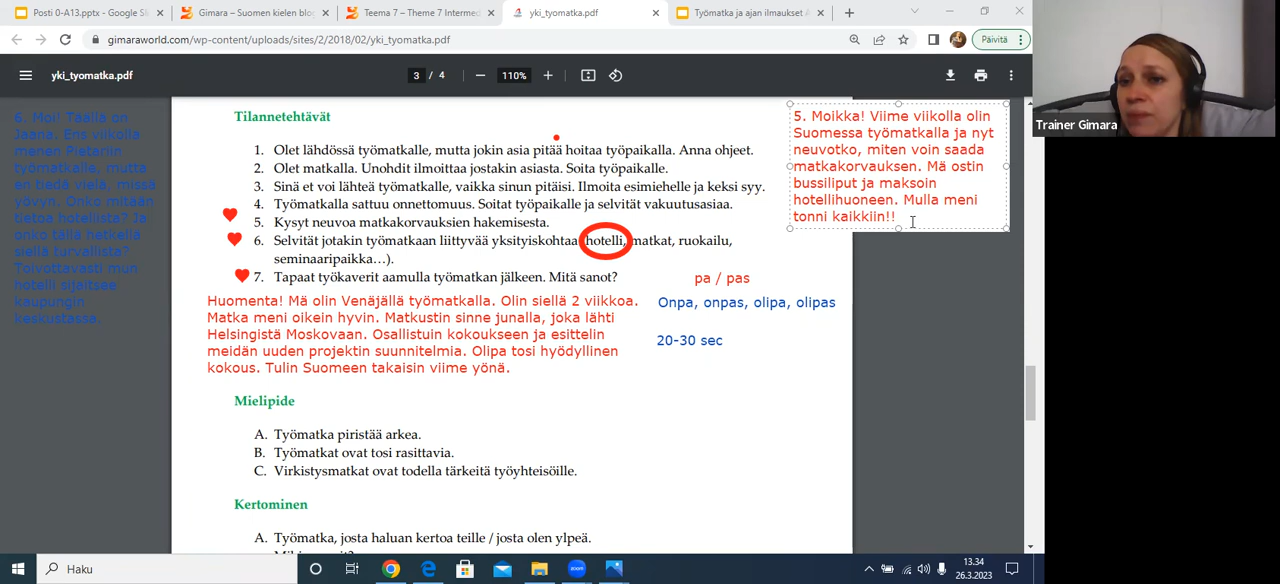 Posti 0-A13.pptx - Google Sl
Gimara – Suomen kielen blog
Teema 7 – Theme 7 Intermed
yki_tyomatka.pdf
Työmatka ja ajan ilmaukset A
gimaraworld.com/wp-content/uploads/sites/2/2018/02/yki_tyomatka.pdf
Päivitä
yki_tyomatka.pdf
3 / 4
110%
6. Moi! Täällä on
Jaana. Ens viikolla
menen Pietariin
työmatkalle, mutta
en tiedä vielä, missä
yövyn. Onko mitään
tietoa hotellista? Ja
onko tällä hetkellä
siellä turvallista?
Toivottavasti mun
hotelli sijaitsee
kaupungin
keskustassa.
Tilannetehtävät
1. Olet lähdössä työmatkalle, mutta jokin asia pitää hoitaa työpaikalla. Anna ohjeet.
2. Olet matkalla. Unohdit ilmoittaa jostakin asiasta. Soita työpaikalle.
3. Sinä et voi lähteä työmatkalle, vaikka sinun pitäisi. Ilmoita esimiehelle ja keksi syy.
4. Työmatkalla sattuu onnettomuus. Soitat työpaikalle ja selvität vakuutusasiaa.
5. Kysyt neuvoa matkakorvauksien hakemisesta.
6. Selvität jotakin työmatkaan liittyvää yksityiskohtaa (hotelli, matkat, ruokailu,
seminaaripaikka…).
7. Tapaat työkaverit aamulla työmatkan jälkeen. Mitä sanot?
pa / pas
Huomenta! Mä olin Venäjällä työmatkalla. Olin siellä 2 viikkoa.
Matka meni oikein hyvin. Matkustin sinne junalla, joka lähti
Helsingistä Moskovaan. Osallistuin kokoukseen ja esittelin
meidän uuden projektin suunnitelmia. Olipa tosi hyödyllinen
kokous. Tulin Suomeen takaisin viime yönä.
Onpa, onpas, olipa, olipas
20-30 sec
5. Moikka! Viime viikolla olin
Suomessa työmatkalla ja nyt
neuvotko, miten voin saada
matkakorvauksen. Mä ostin
bussiliput ja maksoin
hotellihuoneen. Mulla meni
tonni kaikkiin!!
Mielipide
A. Työmatka piristää arkea.
B. Työmatkat ovat tosi rasittavia.
C. Virkistysmatkat ovat todella tärkeitä työyhteisöille.
Kertominen
A. Työmatka, josta haluan kertoa teille / josta olen ylpeä.
Trainer Gimara
Haku
zoom
13.34
26.3.2023